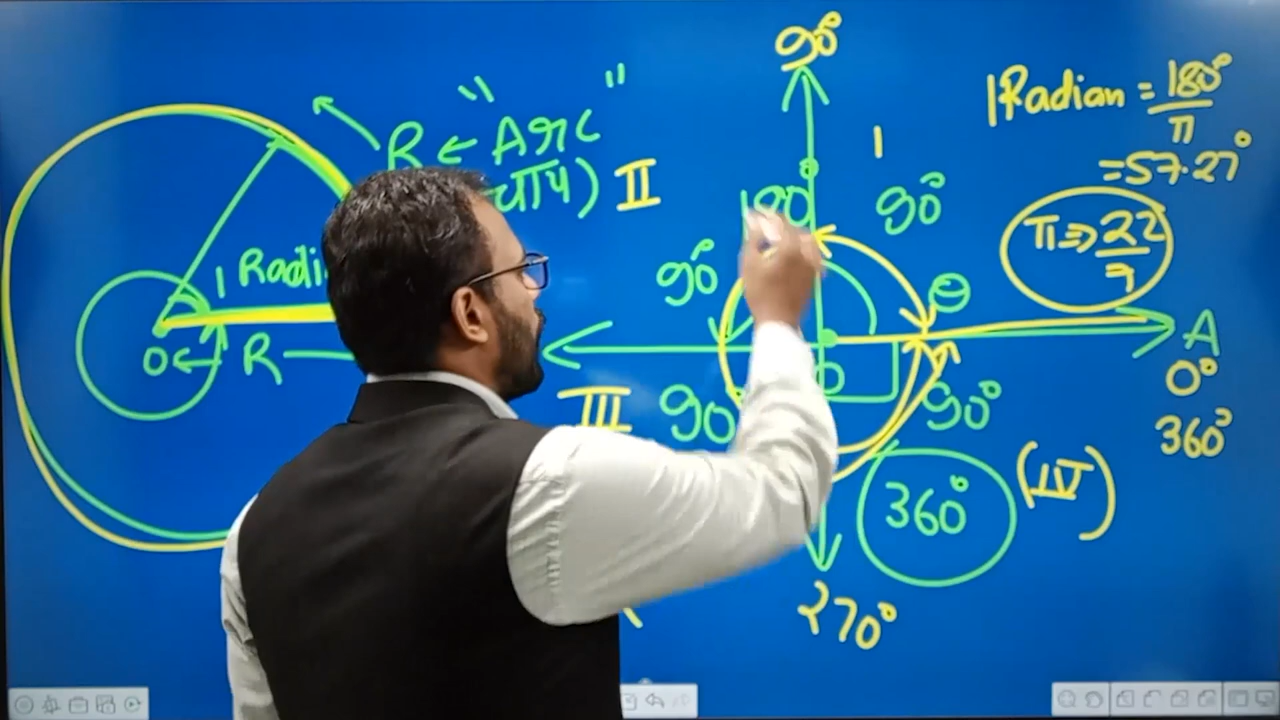 90°
1 Radian = 180°/π
= 57.27°
π ⇒ 22/7
" Arc "
R ←
चाप) II
I
180°
90°
90°
1 Radi
θ
O ← R
O
A
0°
360°
III
90
90°
360°
(IV)
270°